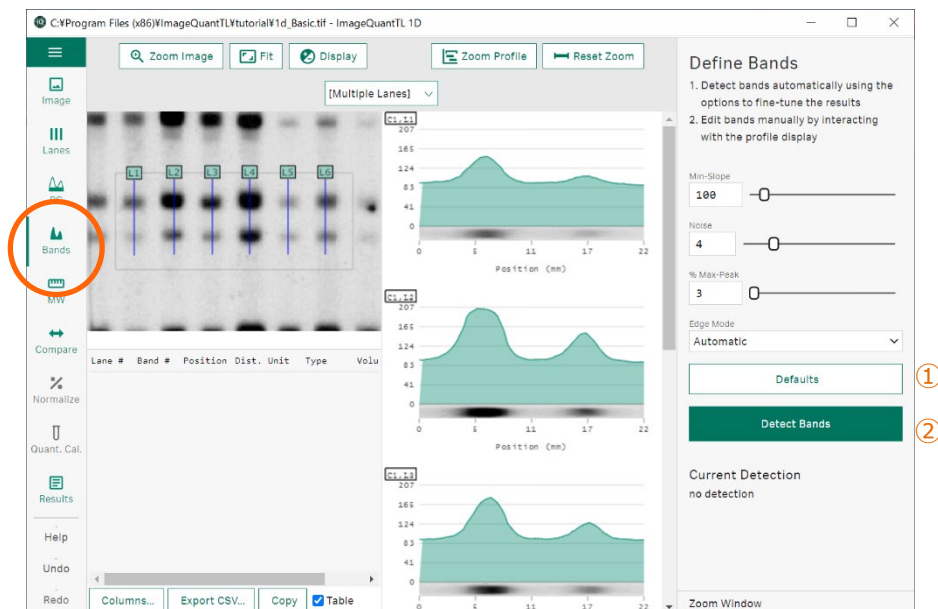 C:¥Program Files (x86)¥ImageQuantTL¥tutorial¥1d_Basic.tif - ImageQuantTL 1D
Zoom Image
Fit
Display
Zoom Profile
Reset Zoom
[Multiple Lanes]
Image
Lanes
Bands
MW
Compare
Normalize
Quant. Cal.
Results
Help
Undo
Redo
L1 L2 L3 L4 L5 L6
Lane # Band # Position Dist. Unit Type Volu
Columns...
Export CSV...
Copy
Table
C1,L1
207
165
124
83
41
0
0 5 11 17 22
Position (mm)
C1,L2
207
165
124
83
41
0
0 5 11 17 22
Position (mm)
C1,L3
207
165
124
83
41
0
0 5 11 17 22
Define Bands
1. Detect bands automatically using the
options to fine-tune the results
2. Edit bands manually by interacting
with the profile display
Min-Slope
100
Noise
4
% Max-Peak
3
Edge Mode
Automatic
Defaults
①
Detect Bands
②
Current Detection
no detection
Zoom Window